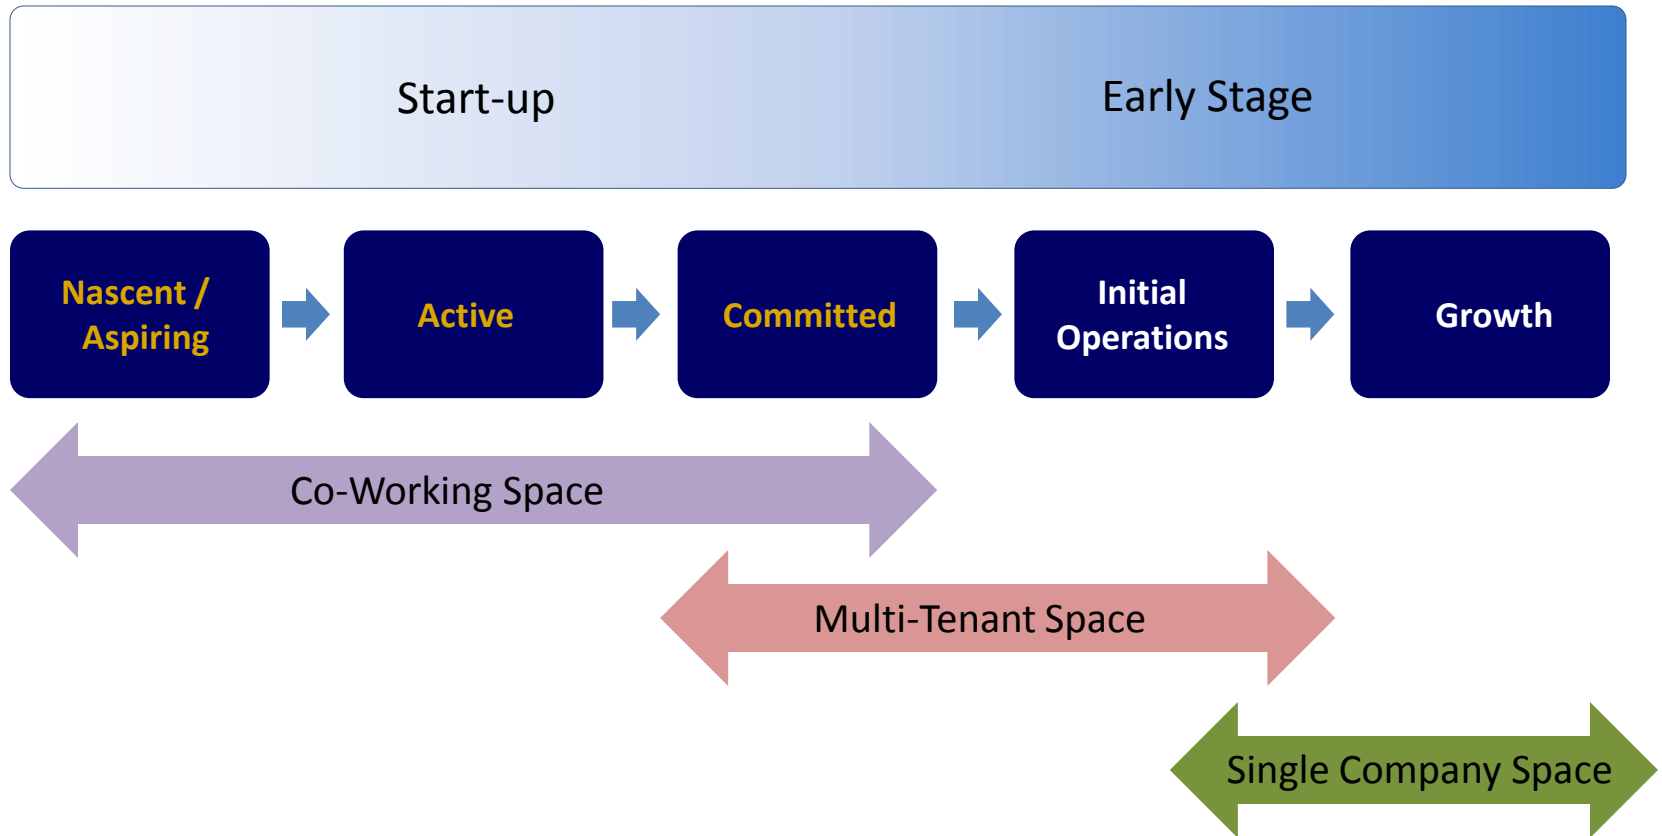 Start-up
Early Stage
Nascent /
Aspiring
Active
Committed
Initial
Operations
Growth
Co-Working Space
Multi-Tenant Space
Single Company Space